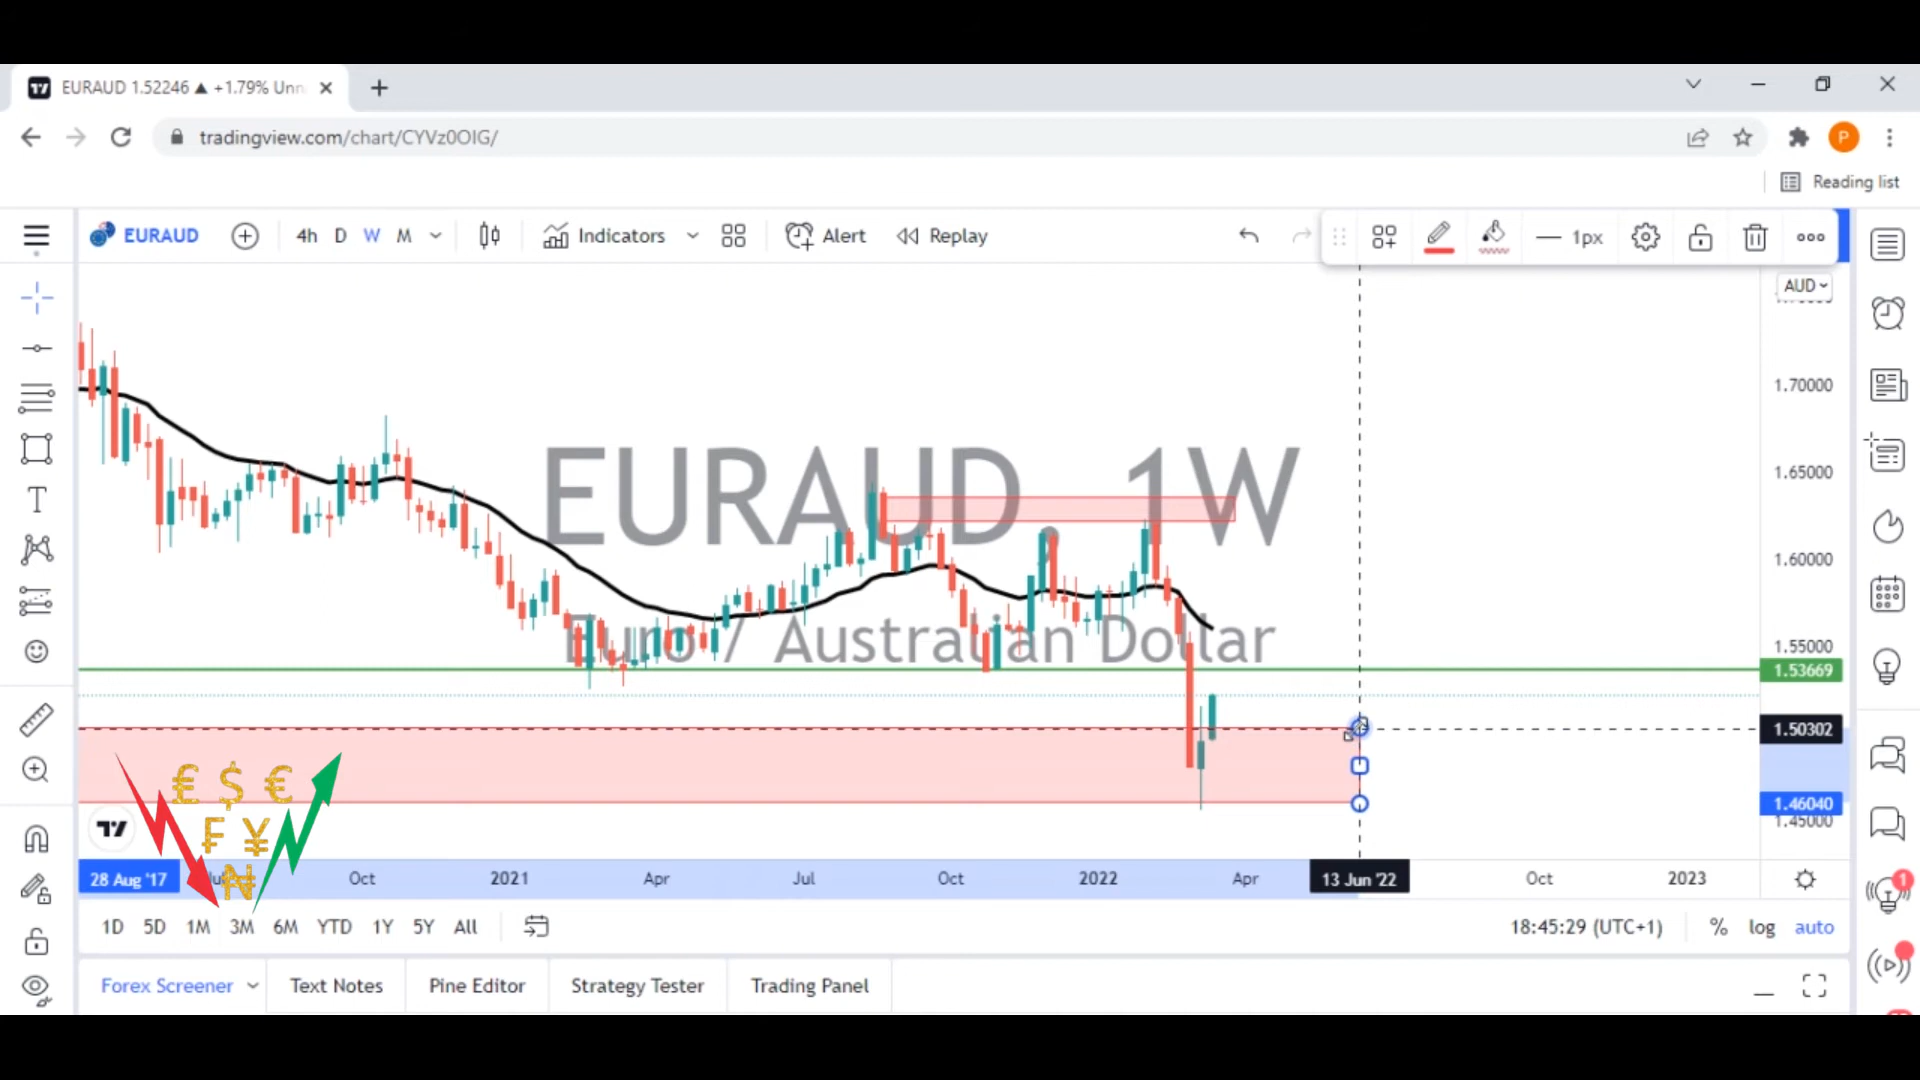 EURAUD 1.52246 ▲ +1.79% Unn
tradingview.com/chart/CYVz0OIG/
P
Reading list
EURAUD 4h D W M Indicators Alert Replay 1px
AUD
1.70000
1.65000
1.60000
1.55000
1.53669
1.50302
1.46040
1.45000
EURAUD, 1W
Euro / Australian Dollar
£ $ €
₣ ¥
₦
28 Aug '17 Oct 2021 Apr Jul Oct 2022 Apr 13 Jun '22 Oct 2023
1D 5D 1M 3M 6M YTD 1Y 5Y All 18:45:29 (UTC+1) % log auto
Forex Screener Text Notes Pine Editor Strategy Tester Trading Panel
1